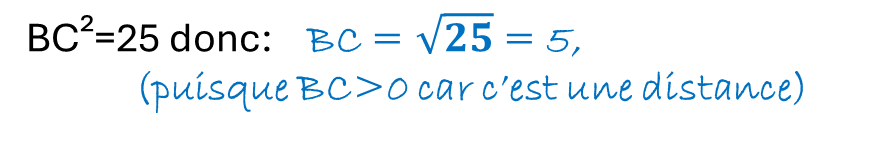 BC²=25 donc: BC = √25 = 5,
(puisque BC>0 car c'est une distance)